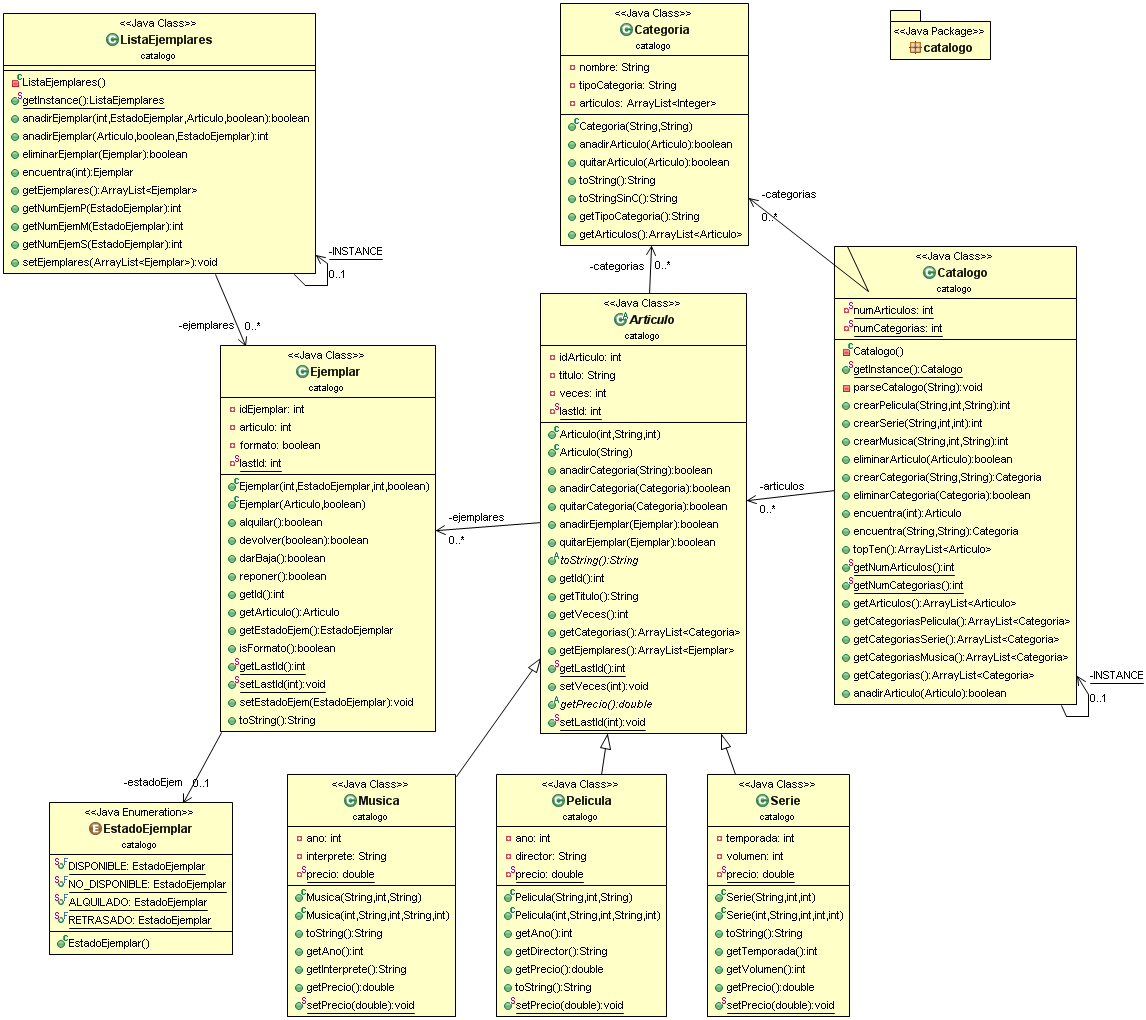 <<Java Class>>
ListaEjemplares
catalogo
ListaEjemplares()
getInstance():ListaEjemplares
anadirEjemplar(int,EstadoEjemplar,Articulo,boolean):boolean
anadirEjemplar(Articulo,boolean,EstadoEjemplar):int
eliminarEjemplar(Ejemplar):boolean
encuentra(int):Ejemplar
getEjemplares():ArrayList<Ejemplar>
getNumEjemP(EstadoEjemplar):int
getNumEjemM(EstadoEjemplar):int
getNumEjemS(EstadoEjemplar):int
setEjemplares(ArrayList<Ejemplar>):void
-INSTANCE
0..1
-ejemplares
0..*
<<Java Class>>
Categoria
catalogo
nombre: String
tipoCategoria: String
articulos: ArrayList<Integer>
Categoria(String,String)
anadirArticulo(Articulo):boolean
quitarArticulo(Articulo):boolean
toString():String
toStringSinC():String
getTipoCategoria():String
getArticulos():ArrayList<Articulo>
<<Java Package>>
catalogo
-categorias
0..*
-categorias
0..*
<<Java Class>>
Catalogo
catalogo
numArticulos: int
numCategorias: int
Catalogo()
getInstance():Catalogo
parseCatalogo(String):void
crearPelicula(String,int,String):int
crearSerie(String,int,int):int
crearMusica(String,int,String):int
eliminarArticulo(Articulo):boolean
crearCategoria(String,String):Categoria
eliminarCategoria(Categoria):boolean
encuentra(int):Articulo
encuentra(String,String):Categoria
topTen():ArrayList<Articulo>
getNumArticulos():int
getNumCategorias():int
getArticulos():ArrayList<Articulo>
getCategoriasPelicula():ArrayList<Categoria>
getCategoriasSerie():ArrayList<Categoria>
getCategoriasMusica():ArrayList<Categoria>
getCategorias():ArrayList<Categoria>
anadirArticulo(Articulo):boolean
-INSTANCE
0..1
-articulos
0..*
<<Java Class>>
Articulo
catalogo
idArticulo: int
titulo: String
veces: int
lastId: int
Articulo(int,String,int)
Articulo(String)
anadirCategoria(String):boolean
anadirCategoria(Categoria):boolean
quitarCategoria(Categoria):boolean
anadirEjemplar(Ejemplar):boolean
quitarEjemplar(Ejemplar):boolean
toString():String
getId():int
getTitulo():String
getVeces():int
getCategorias():ArrayList<Categoria>
getEjemplares():ArrayList<Ejemplar>
getLastId():int
setVeces(int):void
getPrecio():double
setLastId(int):void
-ejemplares
0..*
<<Java Class>>
Ejemplar
catalogo
idEjemplar: int
articulo: int
formato: boolean
lastId: int
Ejemplar(int,EstadoEjemplar,int,boolean)
Ejemplar(Articulo,boolean)
alquilar():boolean
devolver(boolean):boolean
darBaja():boolean
reponer():boolean
getId():int
getArticulo():Articulo
getEstadoEjem():EstadoEjemplar
isFormato():boolean
getLastId():int
setLastId(int):void
setEstadoEjem(EstadoEjemplar):void
toString():String
-estadoEjem
0..1
<<Java Enumeration>>
EstadoEjemplar
catalogo
DISPONIBLE: EstadoEjemplar
NO_DISPONIBLE: EstadoEjemplar
ALQUILADO: EstadoEjemplar
RETRASADO: EstadoEjemplar
EstadoEjemplar()
<<Java Class>>
Musica
catalogo
ano: int
interprete: String
precio: double
Musica(String,int,String)
Musica(int,String,int,String,int)
toString():String
getAno():int
getInterprete():String
getPrecio():double
setPrecio(double):void
<<Java Class>>
Pelicula
catalogo
ano: int
director: String
precio: double
Pelicula(String,int,String)
Pelicula(int,String,int,String,int)
getAno():int
getDirector():String
getPrecio():double
toString():String
setPrecio(double):void
<<Java Class>>
Serie
catalogo
temporada: int
volumen: int
precio: double
Serie(String,int,int)
Serie(int,String,int,int,int)
toString():String
getTemporada():int
getVolumen():int
getPrecio():double
setPrecio(double):void